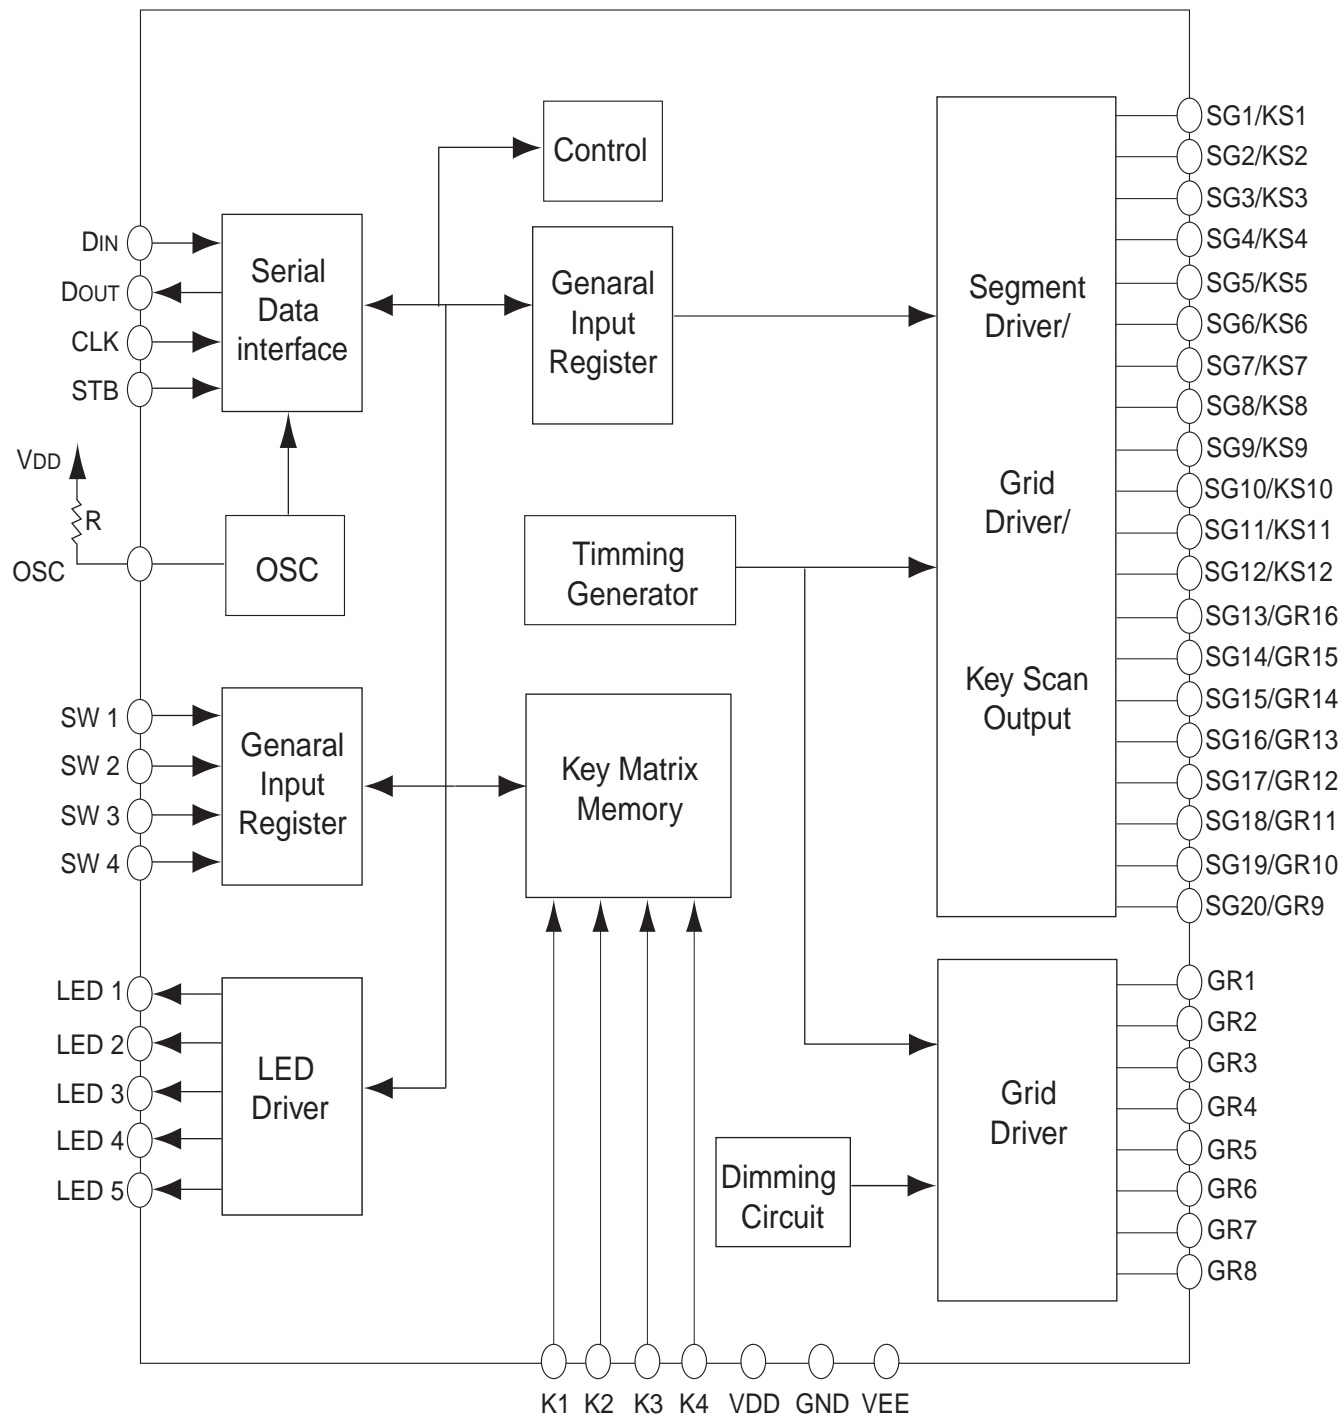 Control
DIN
DOUT
CLK
STB
Serial
Data
interface
Genaral
Input
Register
VDD
R
OSC
OSC
Timming
Generator
SW 1
SW 2
SW 3
SW 4
Genaral
Input
Register
Key Matrix
Memory
LED 1
LED 2
LED 3
LED 4
LED 5
LED
Driver
Dimming
Circuit
Segment
Driver/
Grid
Driver/
Key Scan
Output
Grid
Driver
SG1/KS1
SG2/KS2
SG3/KS3
SG4/KS4
SG5/KS5
SG6/KS6
SG7/KS7
SG8/KS8
SG9/KS9
SG10/KS10
SG11/KS11
SG12/KS12
SG13/GR16
SG14/GR15
SG15/GR14
SG16/GR13
SG17/GR12
SG18/GR11
SG19/GR10
SG20/GR9
GR1
GR2
GR3
GR4
GR5
GR6
GR7
GR8
K1 K2 K3 K4 VDD GND VEE